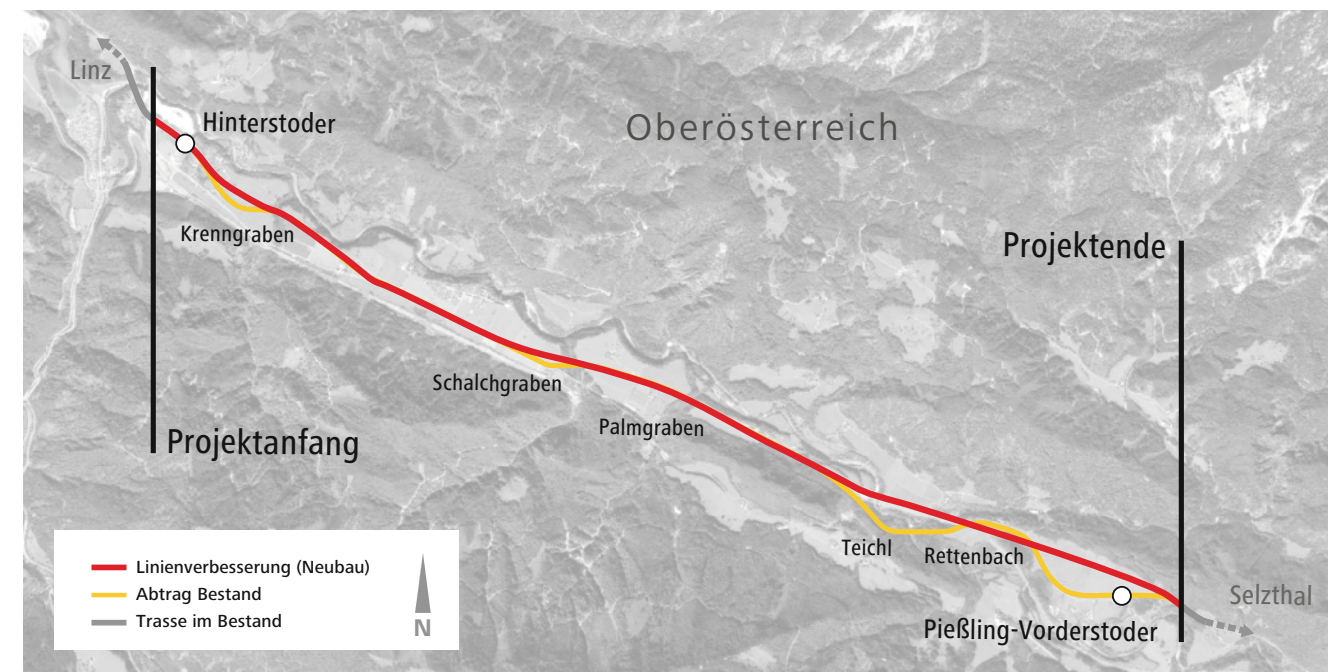 Linz
Hinterstoder
Oberösterreich
Krenngraben
Projektende
Schalchgraben
Palmgraben
Projektanfang
Teichl
Rettenbach
Selzthal
Pießling-Vorderstoder
Linienverbesserung (Neubau)
Abtrag Bestand
Trasse im Bestand
N